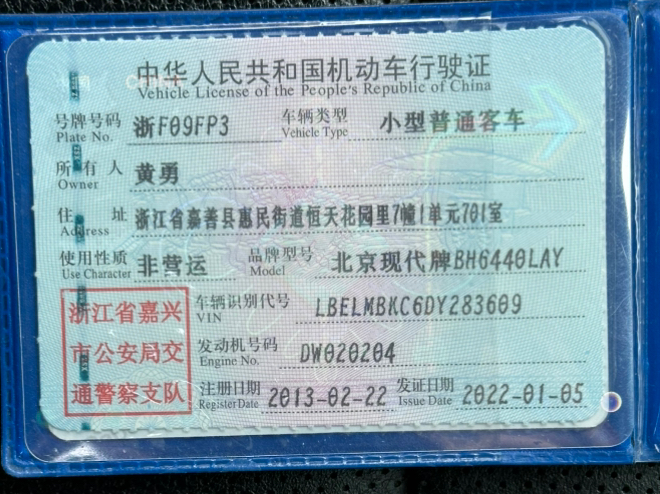 中华人民共和国机动车行驶证
Vehicle License of the People's Republic of China
号牌号码 浙F09FP3 车辆类型 小型普通客车
Plate No. Vehicle Type
所有人 黄勇
Owner
住址 浙江省嘉善县惠民街道恒天花园里7幢1单元701室
Address
使用性质 非营运 品牌型号 北京现代牌BH6440LAY
Use Character Model
浙江省嘉兴 车辆识别代号 LBELMBKC6DY283609
VIN
市公安局交 发动机号码 DW020204
Engine No.
通警察支队 注册日期 2013-02-22 发证日期 2022-01-05
Register Date Issue Date